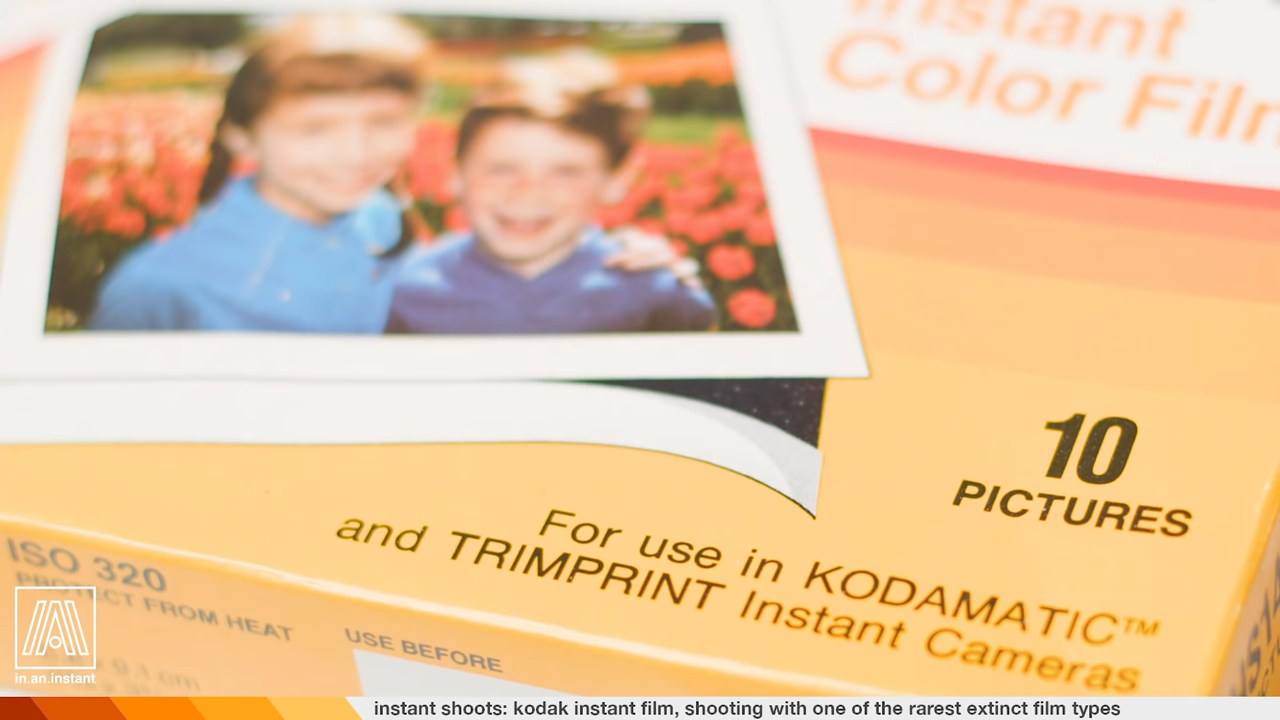 Instant
Color Film
10
PICTURES
For use in KODAMATIC™
and TRIMPRINT Instant Cameras
ISO 320
PROTECT FROM HEAT
USE BEFORE
in.an.instant
instant shoots: kodak instant film, shooting with one of the rarest extinct film types